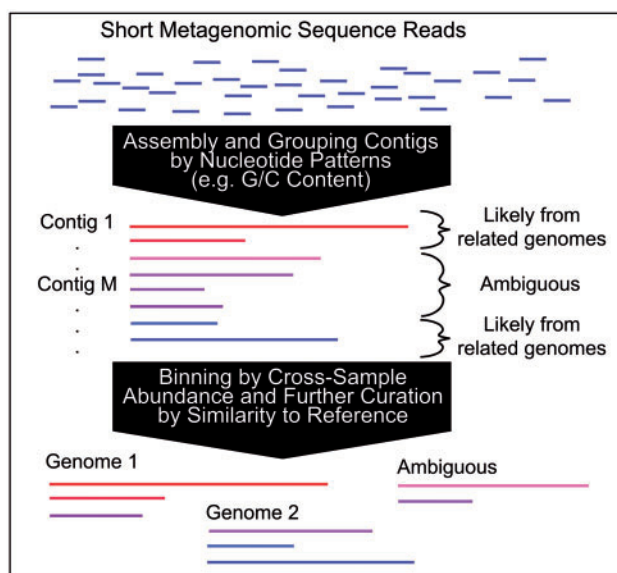 Short Metagenomic Sequence Reads
Assembly and Grouping Contigs
by Nucleotide Patterns
(e.g. G/C Content)
Contig 1
.
.
Contig M
.
.
Likely from
related genomes
Ambiguous
Likely from
related genomes
Binning by Cross-Sample
Abundance and Further Curation
by Similarity to Reference
Genome 1
Ambiguous
Genome 2